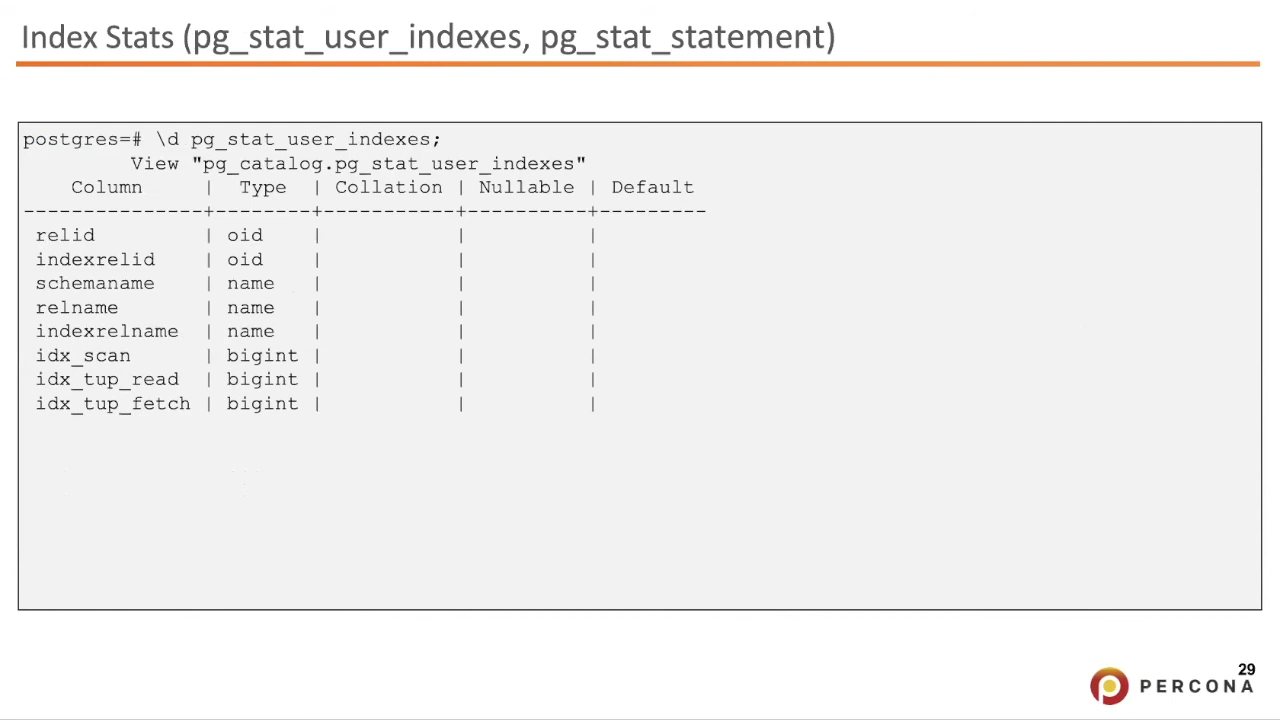 Index Stats (pg_stat_user_indexes, pg_stat_statement)
postgres=# \d pg_stat_user_indexes;
         View "pg_catalog.pg_stat_user_indexes"
    Column     |  Type  | Collation | Nullable | Default
---------------+--------+-----------+----------+---------
 relid         | oid    |           |          |
 indexrelid    | oid    |           |          |
 schemaname    | name   |           |          |
 relname       | name   |           |          |
 indexrelname  | name   |           |          |
 idx_scan      | bigint |           |          |
 idx_tup_read  | bigint |           |          |
 idx_tup_fetch | bigint |           |          |
29
PERCONA